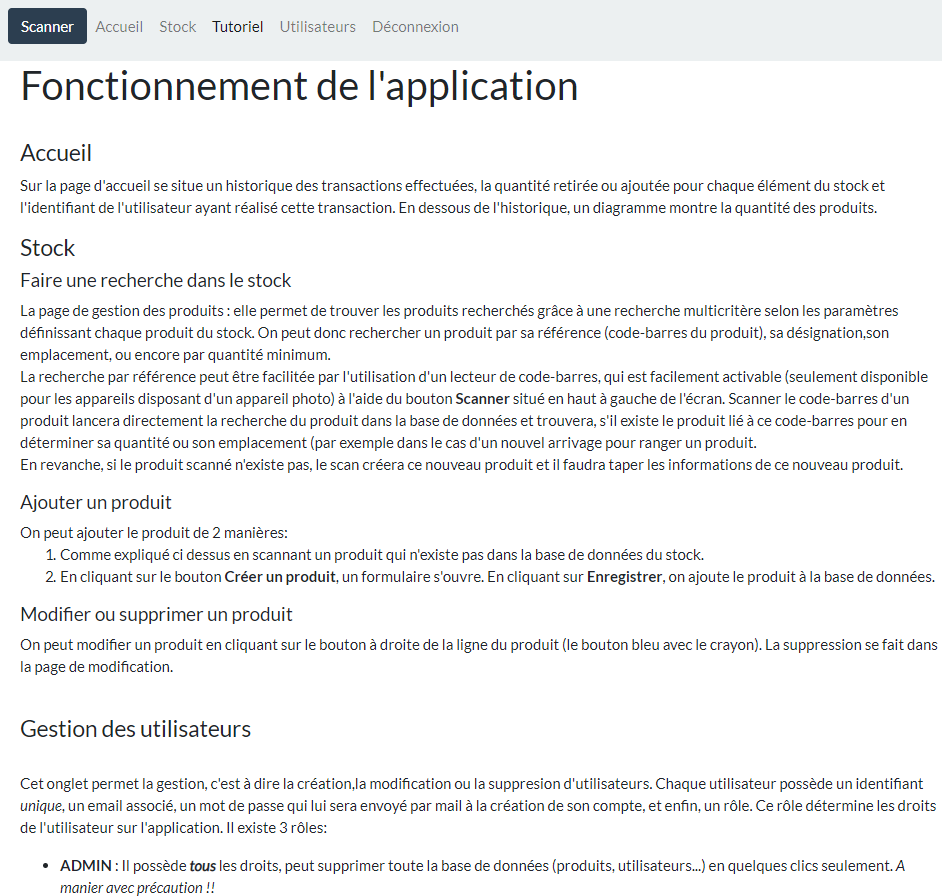 Scanner Accueil Stock Tutoriel Utilisateurs Déconnexion
Fonctionnement de l'application
Accueil
Sur la page d'accueil se situe un historique des transactions effectuées, la quantité retirée ou ajoutée pour chaque élément du stock et
l'identifiant de l'utilisateur ayant réalisé cette transaction. En dessous de l'historique, un diagramme montre la quantité des produits.
Stock
Faire une recherche dans le stock
La page de gestion des produits : elle permet de trouver les produits recherchés grâce à une recherche multicritère selon les paramètres
définissant chaque produit du stock. On peut donc rechercher un produit par sa référence (code-barres du produit), sa désignation,son
emplacement, ou encore par quantité minimum.
La recherche par référence peut être facilitée par l'utilisation d'un lecteur de code-barres, qui est facilement activable (seulement disponible
pour les appareils disposant d'un appareil photo) à l'aide du bouton Scanner situé en haut à gauche de l'écran. Scanner le code-barres d'un
produit lancera directement la recherche du produit dans la base de données et trouvera, s'il existe le produit lié à ce code-barres pour en
déterminer sa quantité ou son emplacement (par exemple dans le cas d'un nouvel arrivage pour ranger un produit.
En revanche, si le produit scanné n'existe pas, le scan créera ce nouveau produit et il faudra taper les informations de ce nouveau produit.
Ajouter un produit
On peut ajouter le produit de 2 manières:
1. Comme expliqué ci dessus en scannant un produit qui n'existe pas dans la base de données du stock.
2. En cliquant sur le bouton Créer un produit, un formulaire s'ouvre. En cliquant sur Enregistrer, on ajoute le produit à la base de données.
Modifier ou supprimer un produit
On peut modifier un produit en cliquant sur le bouton à droite de la ligne du produit (le bouton bleu avec le crayon). La suppression se fait dans
la page de modification.
Gestion des utilisateurs
Cet onglet permet la gestion, c'est à dire la création,la modification ou la suppresion d'utilisateurs. Chaque utilisateur possède un identifiant
unique, un email associé, un mot de passe qui lui sera envoyé par mail à la création de son compte, et enfin, un rôle. Ce rôle détermine les droits
de l'utilisateur sur l'application. Il existe 3 rôles:
• ADMIN : Il possède tous les droits, peut supprimer toute la base de données (produits, utilisateurs...) en quelques clics seulement. A
manier avec précaution !!